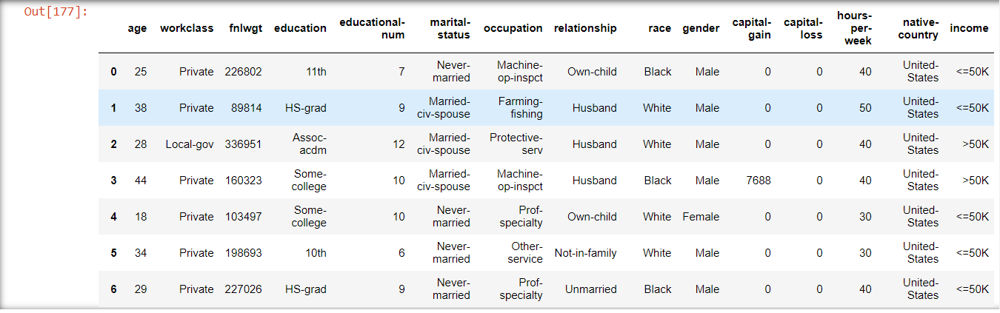 Out[177]:
age workclass fnlwgt education educational-num marital-status occupation relationship race gender capital-gain capital-loss hours-per-week native-country income
0 25 Private 226802 11th 7 Never-married Machine-op-inspct Own-child Black Male 0 0 40 United-States <=50K
1 38 Private 89814 HS-grad 9 Married-civ-spouse Farming-fishing Husband White Male 0 0 50 United-States <=50K
2 28 Local-gov 336951 Assoc-acdm 12 Married-civ-spouse Protective-serv Husband White Male 0 0 40 United-States >50K
3 44 Private 160323 Some-college 10 Married-civ-spouse Machine-op-inspct Husband Black Male 7688 0 40 United-States >50K
4 18 Private 103497 Some-college 10 Never-married Prof-specialty Own-child White Female 0 0 30 United-States <=50K
5 34 Private 198693 10th 6 Never-married Other-service Not-in-family White Male 0 0 30 United-States <=50K
6 29 Private 227026 HS-grad 9 Never-married Prof-specialty Unmarried Black Male 0 0 40 United-States <=50K